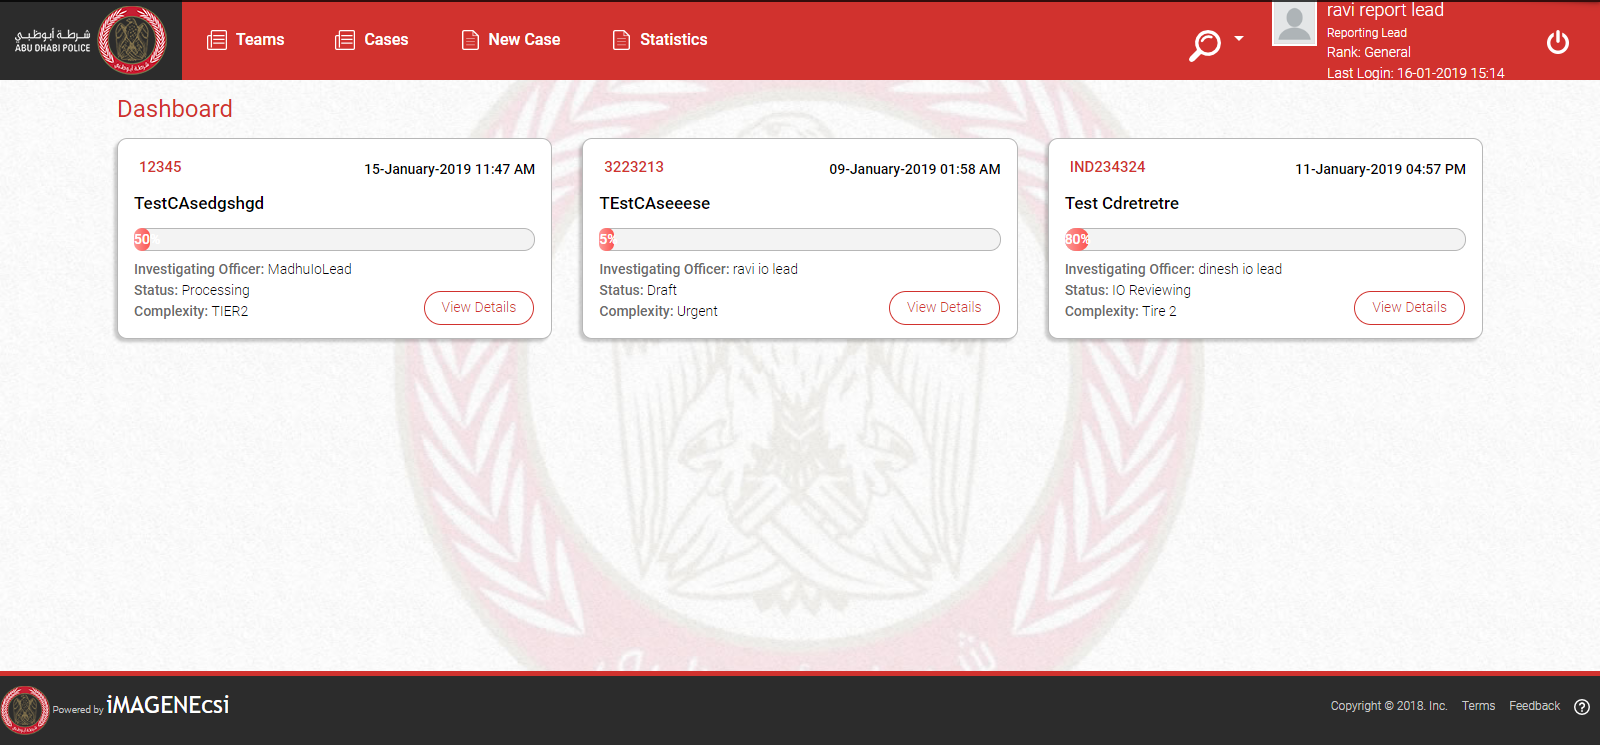 شرطة أبوظبي
ABU DHABI POLICE
Teams
Cases
New Case
Statistics
ravi report lead
Reporting Lead
Rank: General
Last Login: 16-01-2019 15:14
Dashboard
12345
15-January-2019 11:47 AM
TestCAsedgshgd
50%
Investigating Officer: MadhuIoLead
Status: Processing
Complexity: TIER2
View Details
3223213
09-January-2019 01:58 AM
TEstCAseeese
5%
Investigating Officer: ravi io lead
Status: Draft
Complexity: Urgent
View Details
IND234324
11-January-2019 04:57 PM
Test Cdretretre
80%
Investigating Officer: dinesh io lead
Status: IO Reviewing
Complexity: Tire 2
View Details
Powered by iMAGENEcsi
Copyright © 2018. Inc.
Terms
Feedback
?